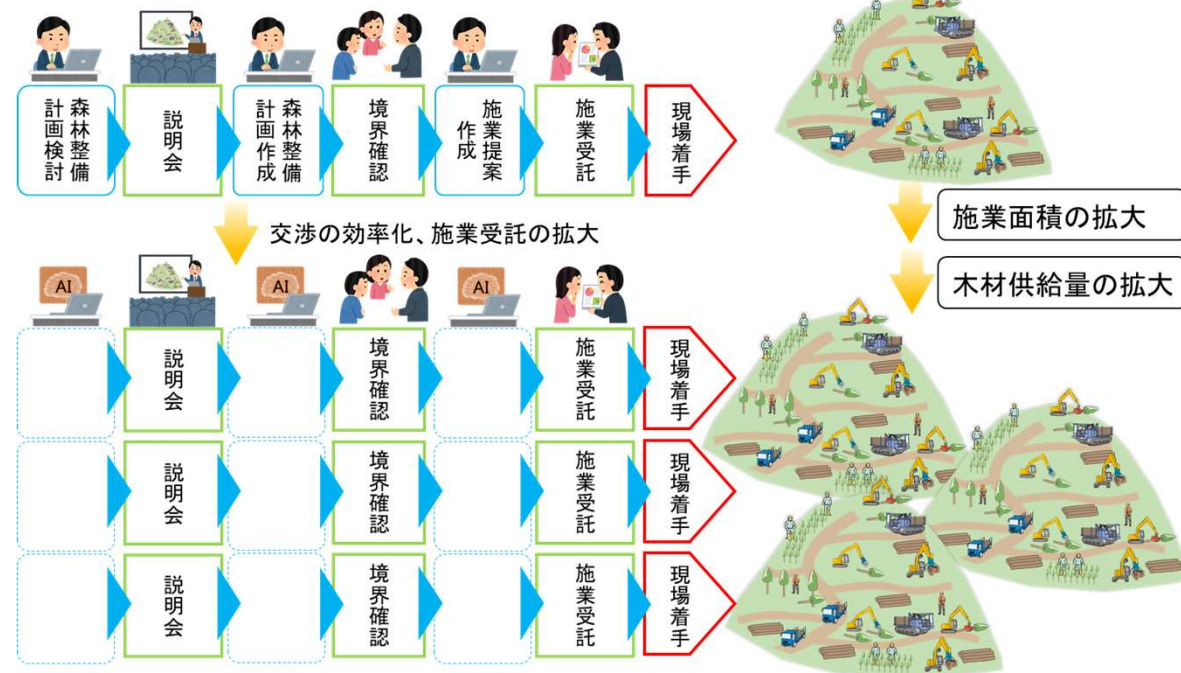 森林整備
計画検討
説明会
森林整備
計画作成
境界確認
施業提案
作成
施業受託
現場着手
交渉の効率化、施業受託の拡大
施業面積の拡大
木材供給量の拡大
AI
AI
AI
説明会
境界確認
施業受託
現場着手
説明会
境界確認
施業受託
現場着手
説明会
境界確認
施業受託
現場着手